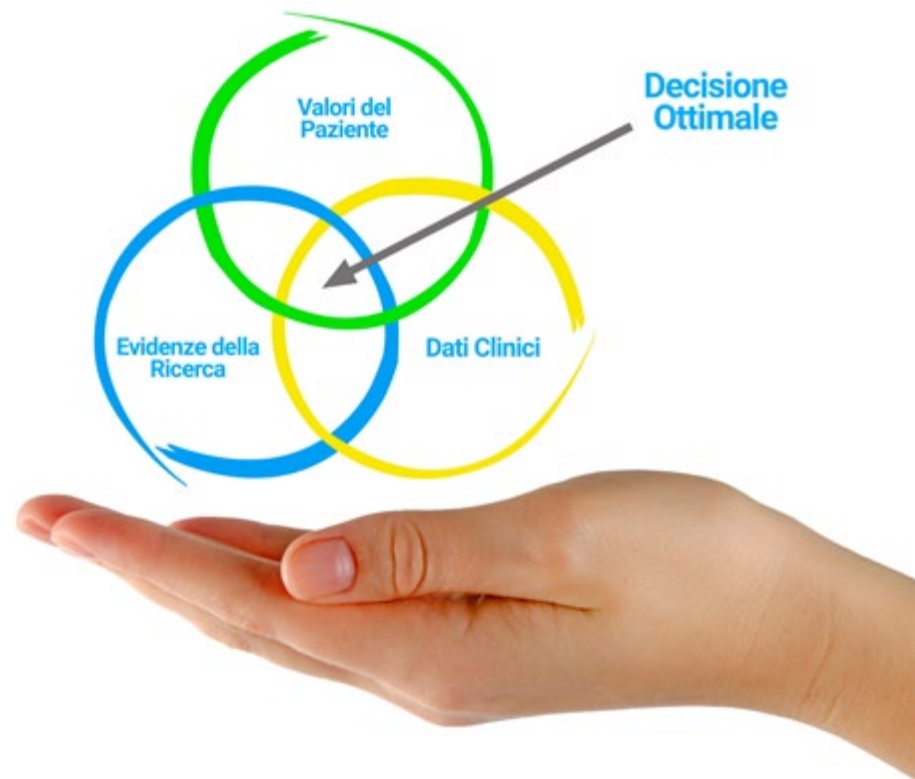 Valori del
Paziente
Decisione
Ottimale
Evidenze della
Ricerca
Dati Clinici